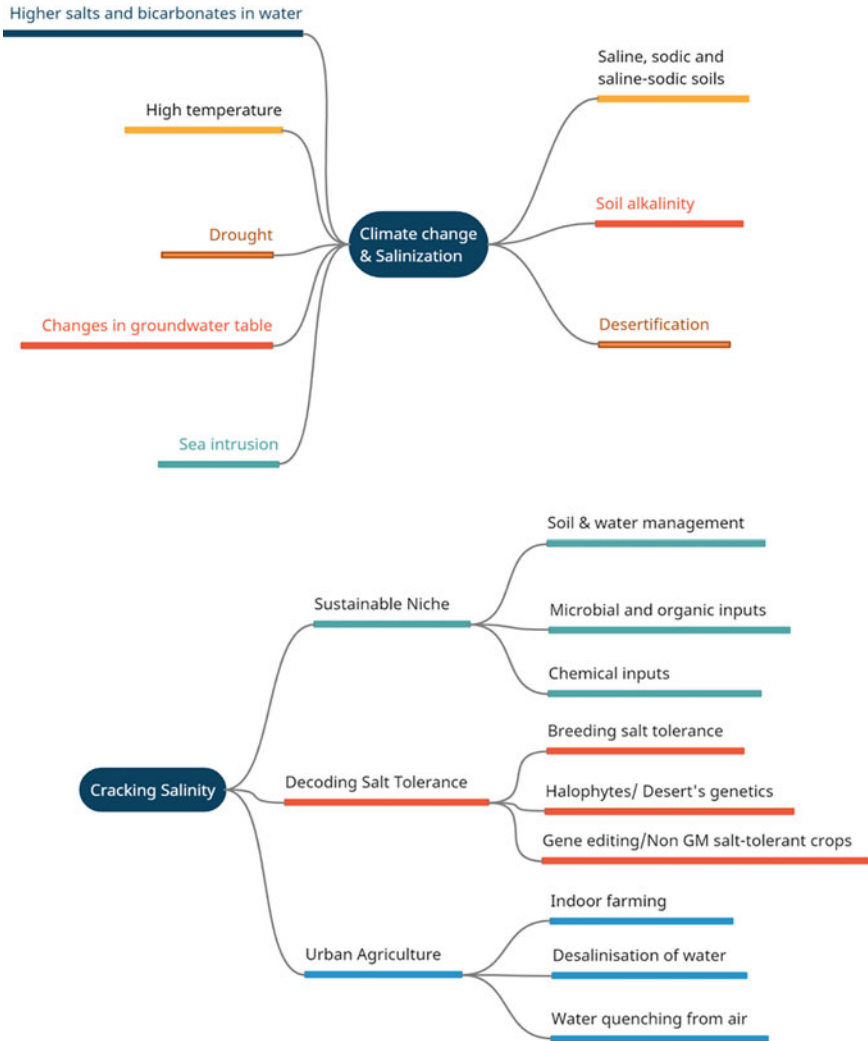 Higher salts and bicarbonates in water
High temperature
Drought
Changes in groundwater table
Sea intrusion
Climate change
& Salinization
Saline, sodic and
saline-sodic soils
Soil alkalinity
Desertification
Cracking Salinity
Sustainable Niche
Soil & water management
Microbial and organic inputs
Chemical inputs
Decoding Salt Tolerance
Breeding salt tolerance
Halophytes/ Desert's genetics
Gene editing/Non GM salt-tolerant crops
Urban Agriculture
Indoor farming
Desalinisation of water
Water quenching from air